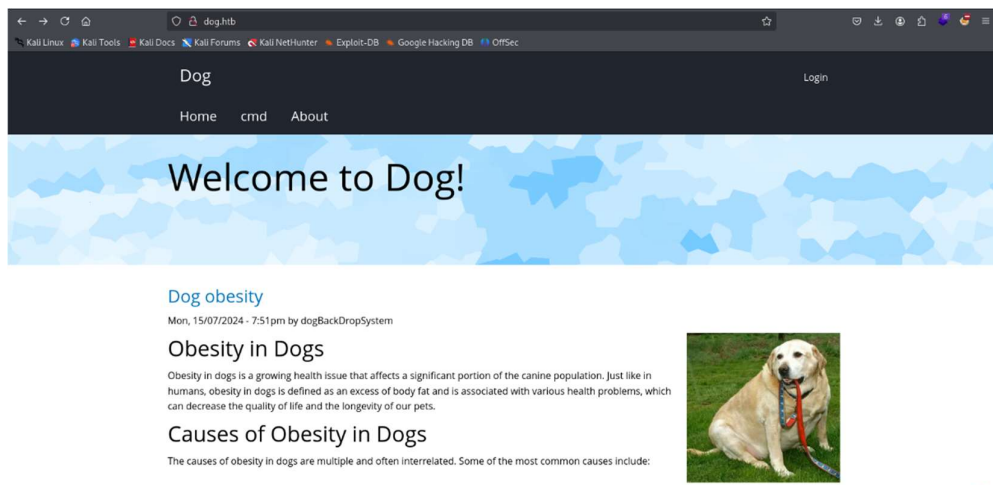 dog.htb
Kali Linux Kali Tools Kali Docs Kali Forums Kali NetHunter Exploit-DB Google Hacking DB OffSec
Dog Login
Home cmd About
Welcome to Dog!
Dog obesity
Mon, 15/07/2024 - 7:51pm by dogBackDropSystem
Obesity in Dogs
Obesity in dogs is a growing health issue that affects a significant portion of the canine population. Just like in
humans, obesity in dogs is defined as an excess of body fat and is associated with various health problems, which
can decrease the quality of life and the longevity of our pets.
Causes of Obesity in Dogs
The causes of obesity in dogs are multiple and often interrelated. Some of the most common causes include: